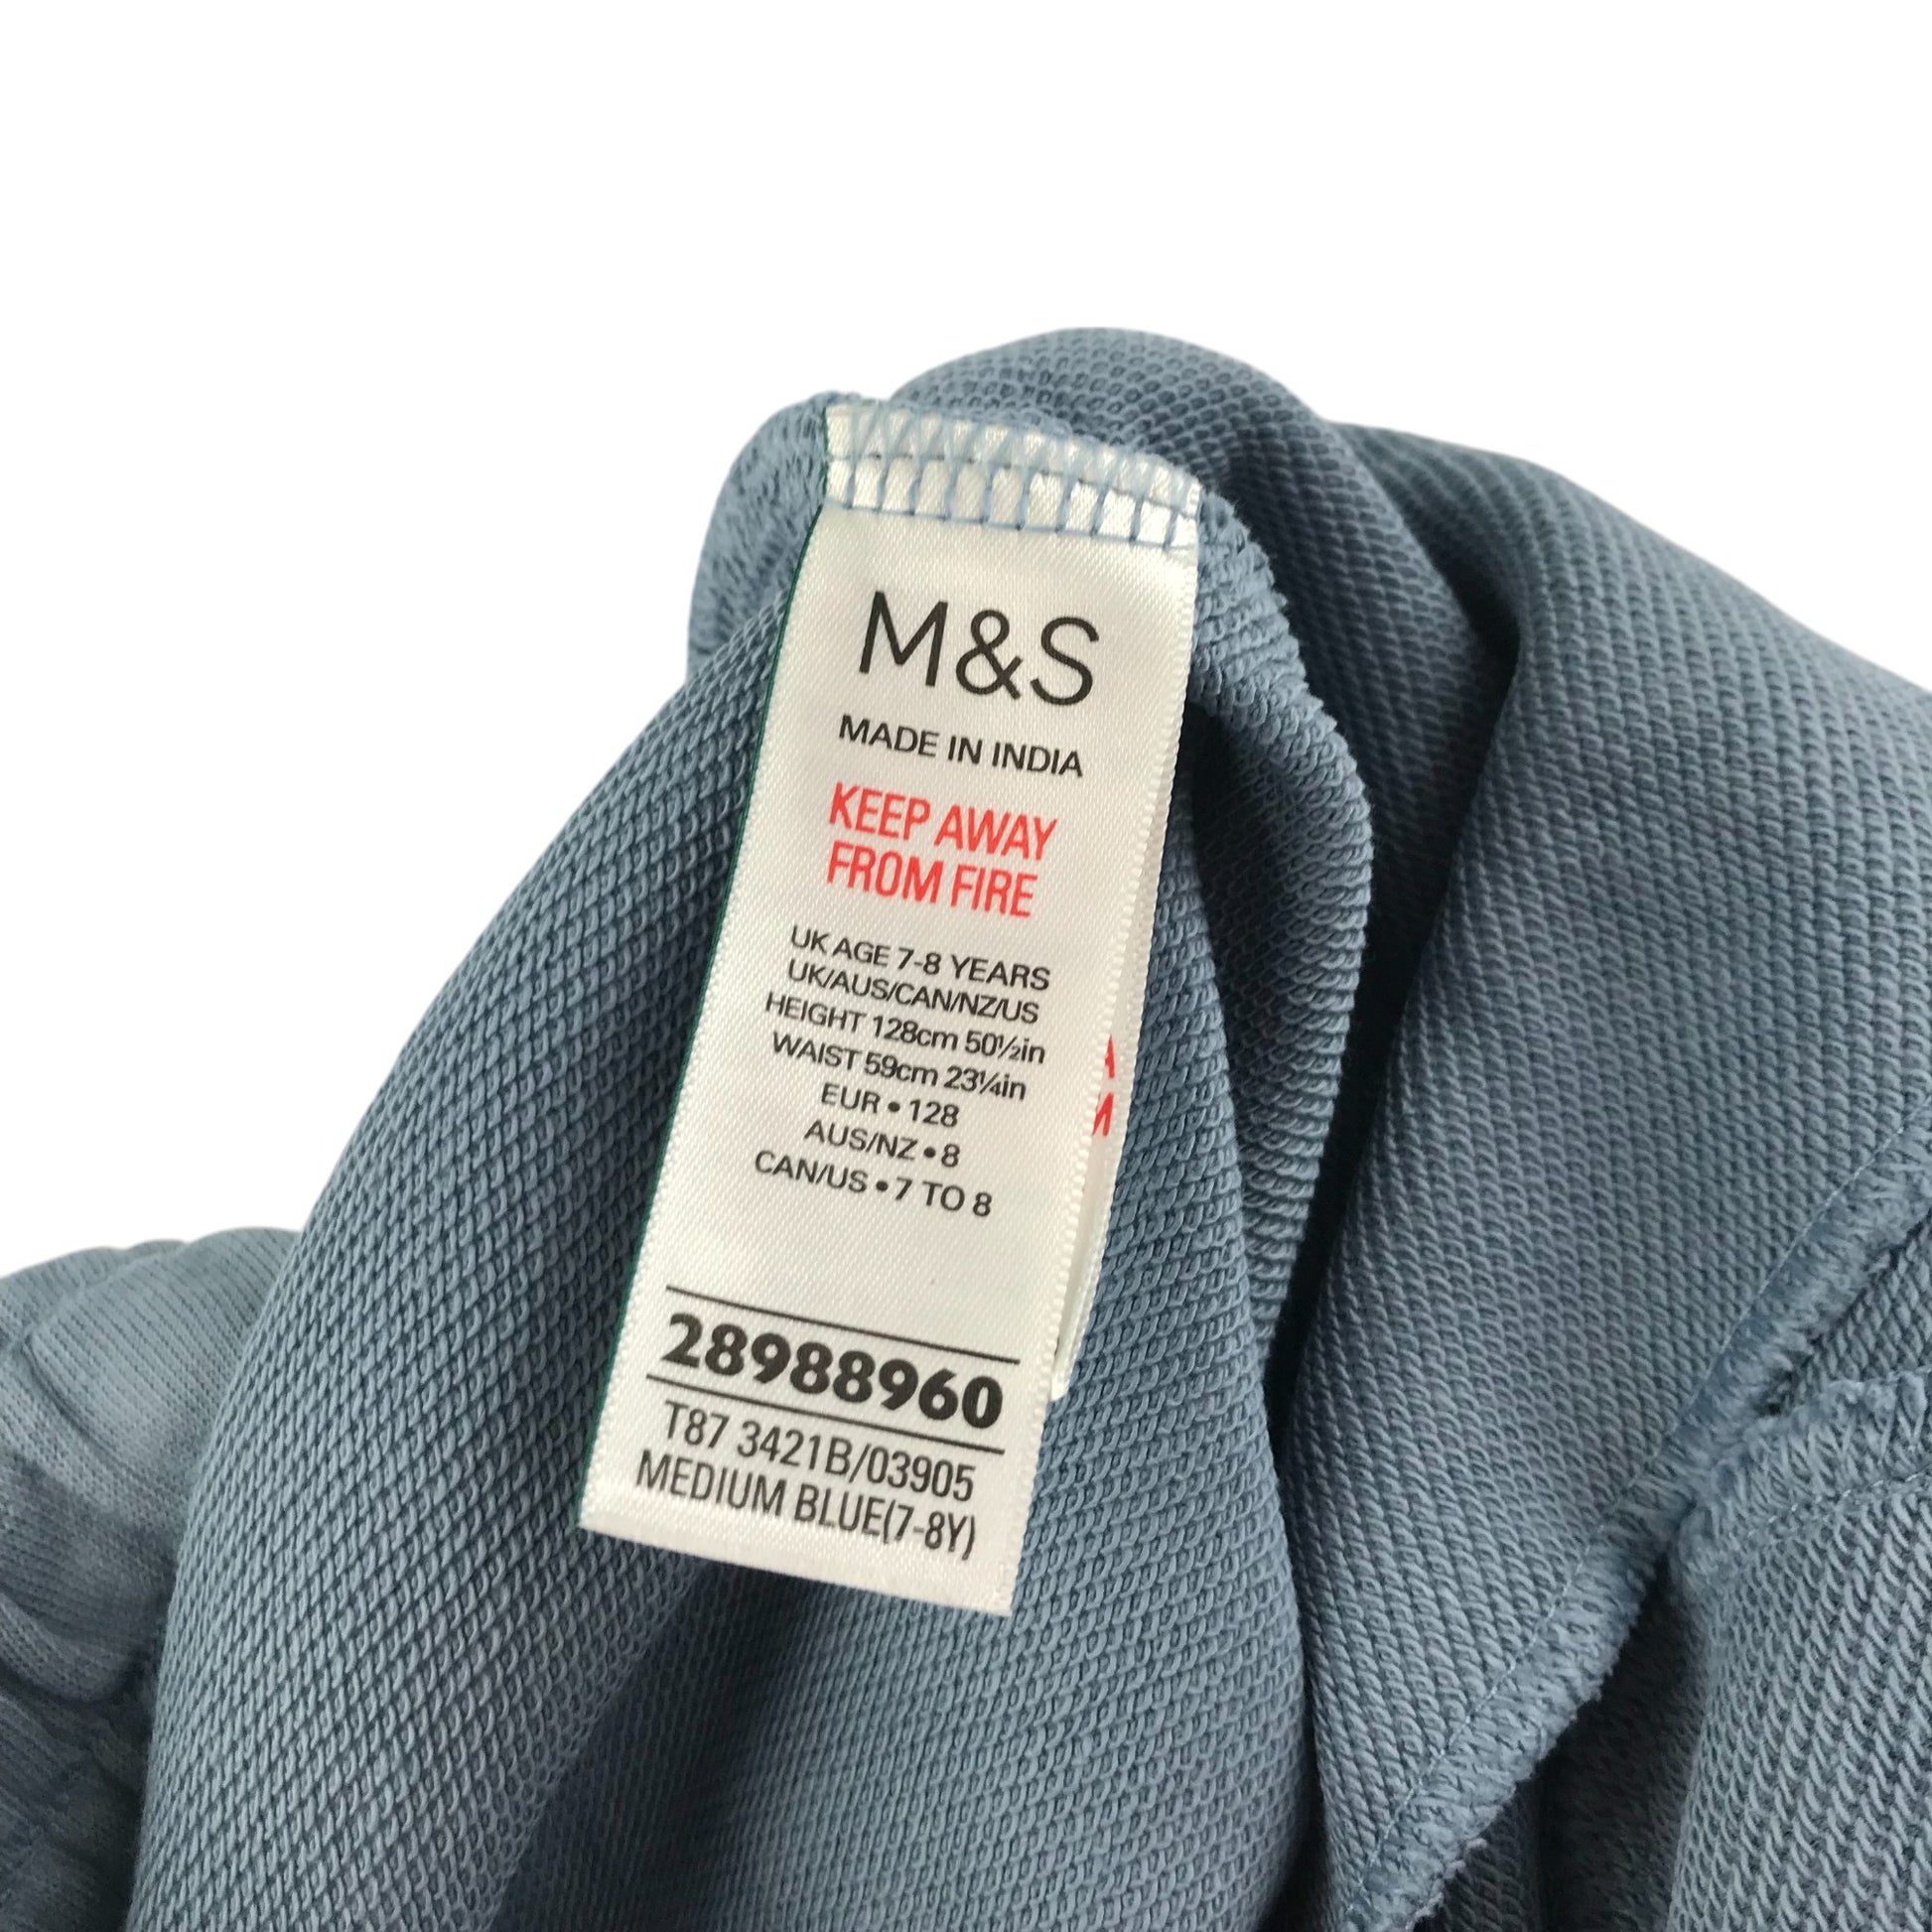 M&S
MADE IN INDIA
KEEP AWAY
FROM FIRE
UK AGE 7-8 YEARS
UK/AUS/CAN/NZ/US
HEIGHT 128cm 50½in
WAIST 59cm 23¼in
EUR • 128
AUS/NZ • 8
CAN/US • 7 TO 8
28988960
T87 3421B/03905
MEDIUM BLUE(7-8Y)